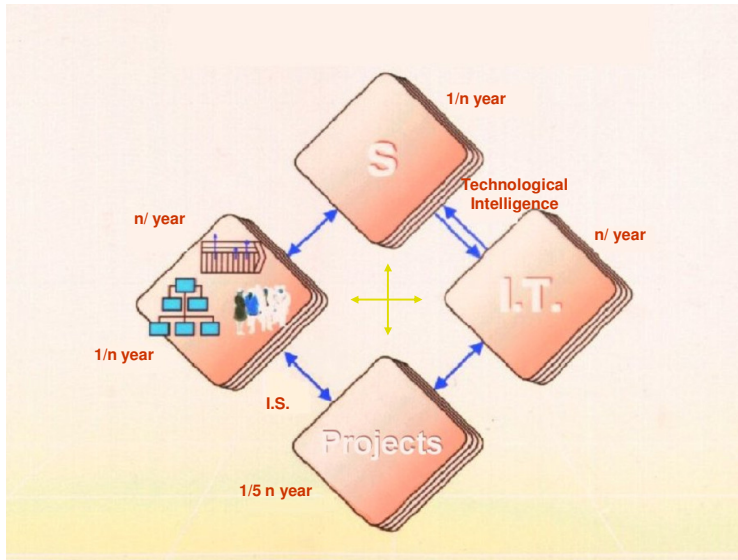 1/n year
S
Technological
Intelligence
n/ year
n/ year
I.T.
1/n year
I.S.
Projects
1/5 n year